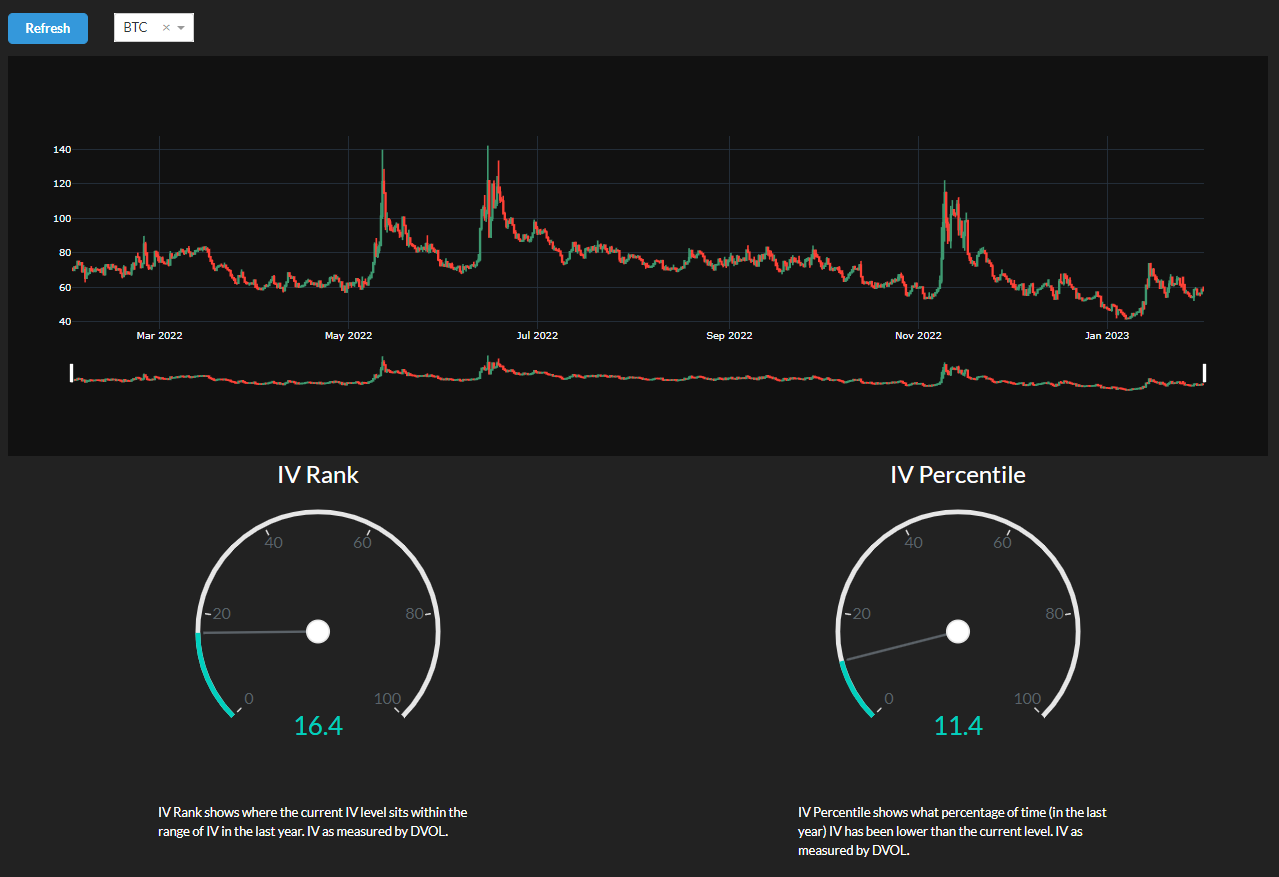 Refresh
BTC × 
140
120
100
80
60
40
Mar 2022 May 2022 Jul 2022 Sep 2022 Nov 2022 Jan 2023
IV Rank
40 60
20 80
0 100
16.4
IV Rank shows where the current IV level sits within the
range of IV in the last year. IV as measured by DVOL.
IV Percentile
40 60
20 80
0 100
11.4
IV Percentile shows what percentage of time (in the last
year) IV has been lower than the current level. IV as
measured by DVOL.